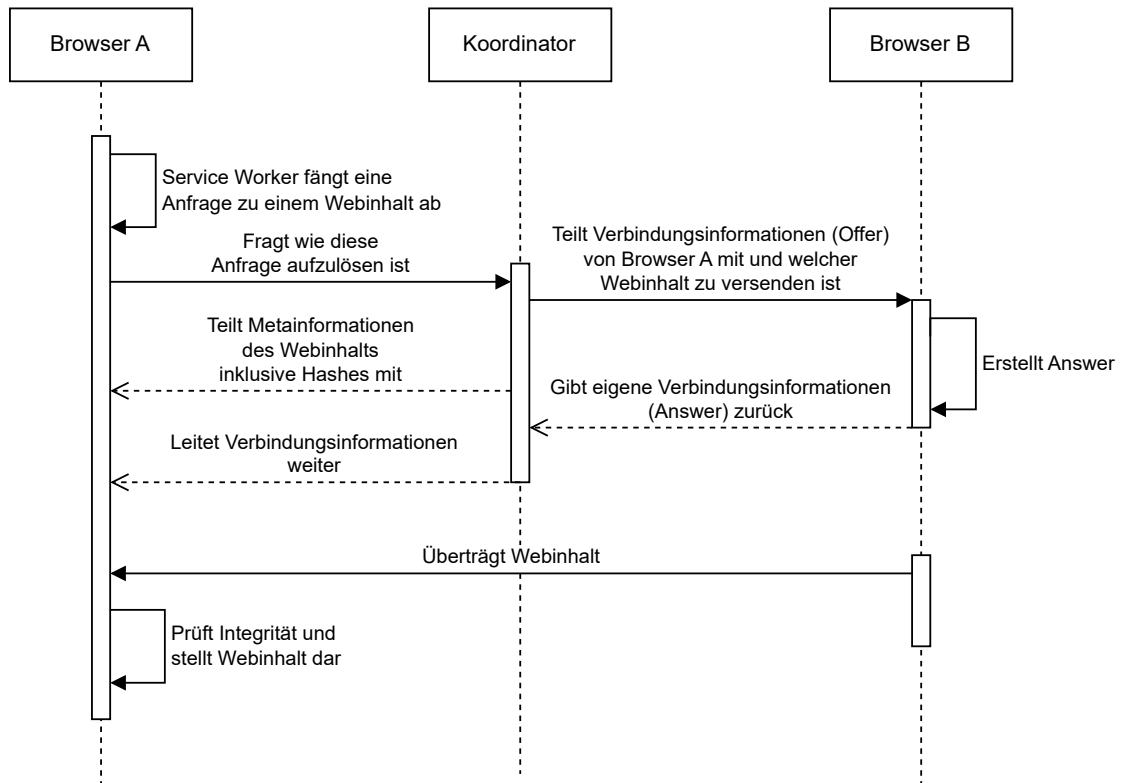 Browser A
Koordinator
Browser B
Service Worker fängt eine
Anfrage zu einem Webinhalt ab
Fragt wie diese
Anfrage aufzulösen ist
Teilt Verbindungsinformationen (Offer)
von Browser A mit und welcher
Webinhalt zu versenden ist
Teilt Metainformationen
des Webinhalts
inklusive Hashes mit
Erstellt Answer
Gibt eigene Verbindungsinformationen
(Answer) zurück
Leitet Verbindungsinformationen
weiter
Überträgt Webinhalt
Prüft Integrität und
stellt Webinhalt dar